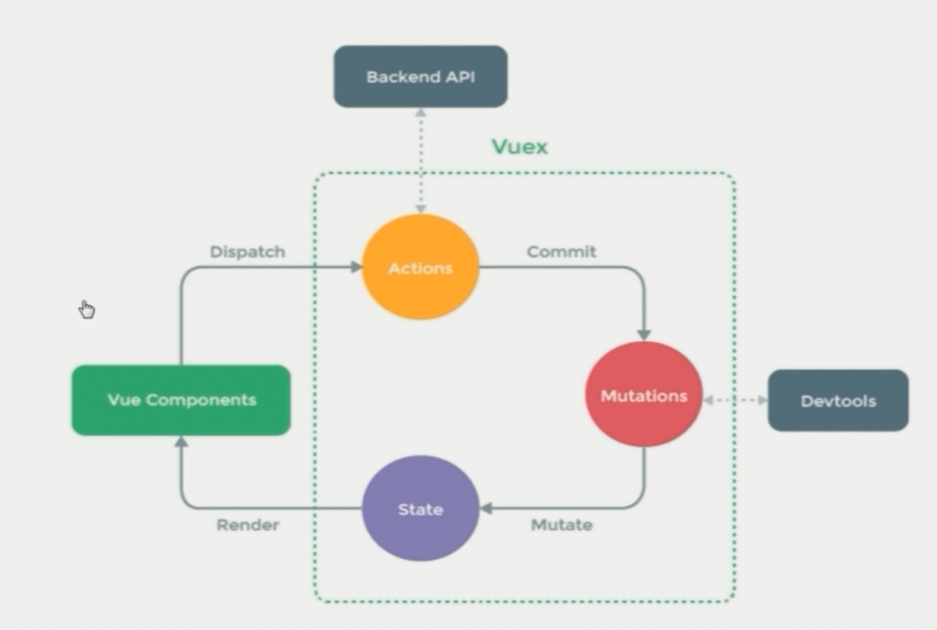 Backend API
Vuex
Dispatch
Actions
Commit
Vue Components
Mutations
Devtools
State
Render
Mutate